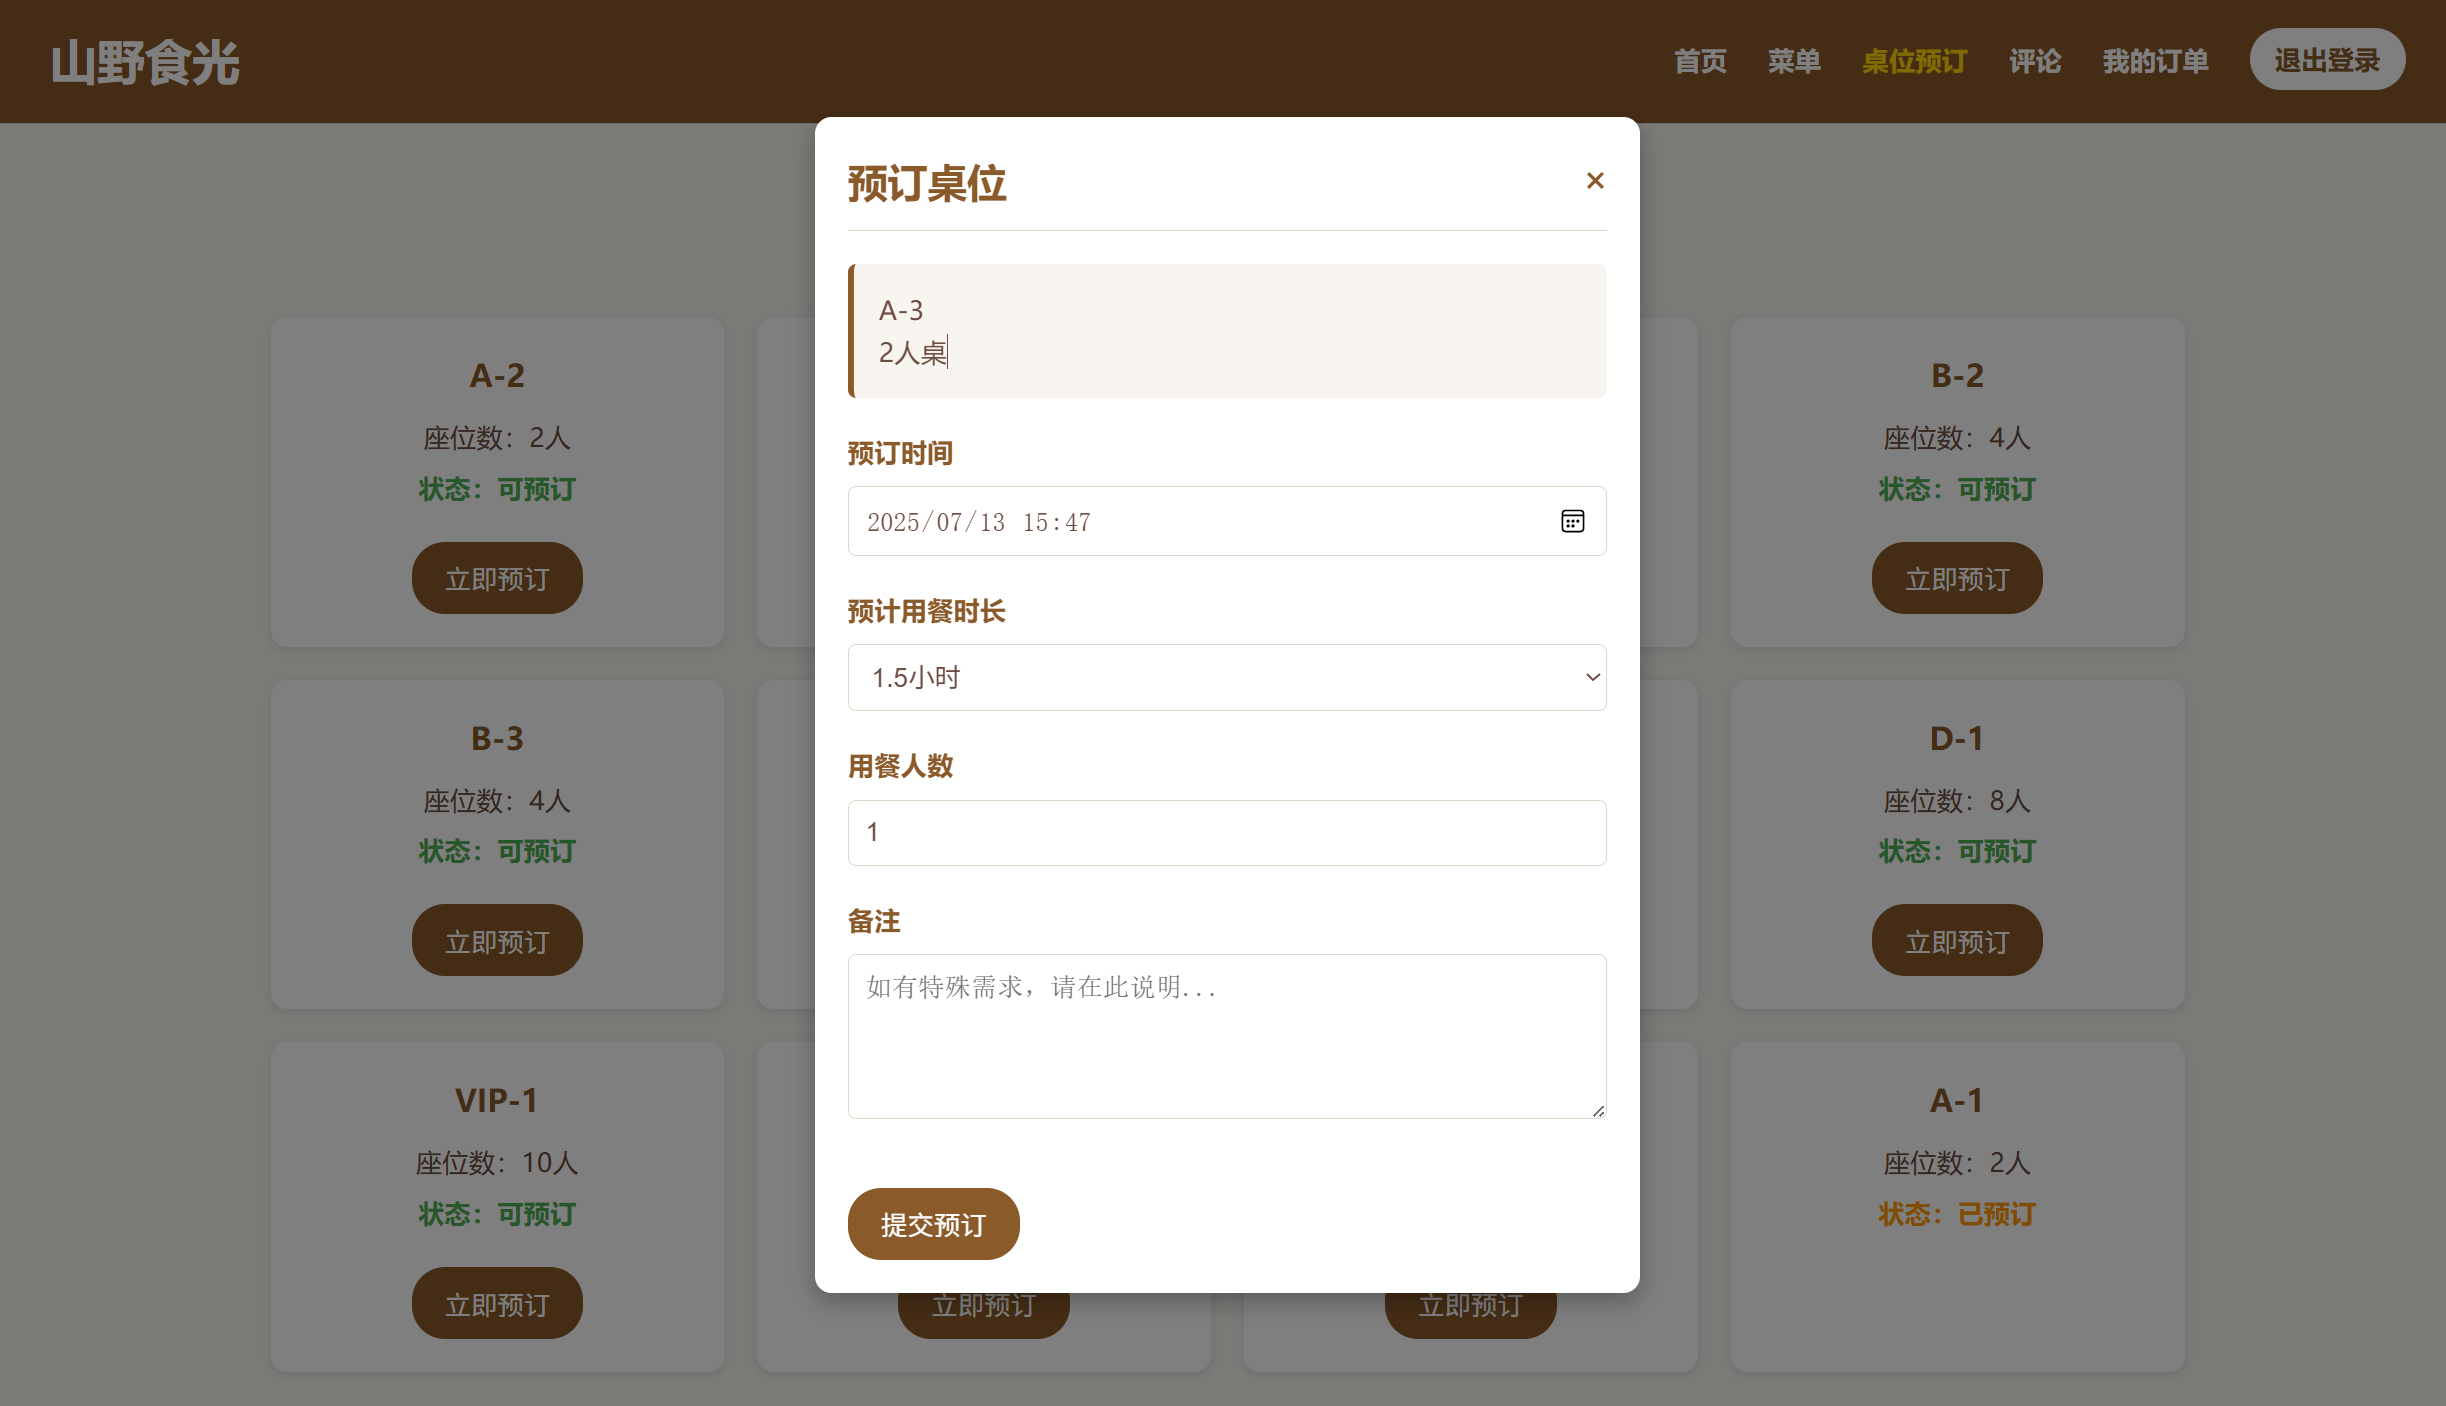 山野食光
首页 菜单 桌位预订 评论 我的订单 退出登录
预订桌位
×
A-3
2人桌
预订时间
2025/07/13 15:47
预计用餐时长
1.5小时
用餐人数
1
备注
如有特殊需求，请在此说明...
提交预订
A-2
座位数：2人
状态：可预订
立即预订
B-2
座位数：4人
状态：可预订
立即预订
B-3
座位数：4人
状态：可预订
立即预订
D-1
座位数：8人
状态：可预订
立即预订
VIP-1
座位数：10人
状态：可预订
立即预订
立即预订
立即预订
A-1
座位数：2人
状态：已预订